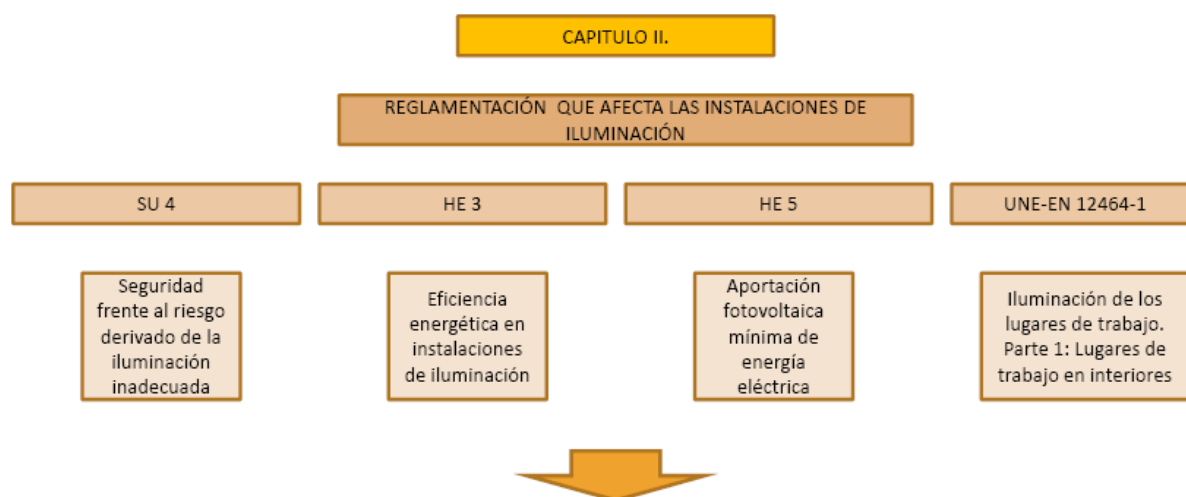 CAPITULO II.
REGLAMENTACIÓN QUE AFECTA LAS INSTALACIONES DE
ILUMINACIÓN
SU 4
HE 3
HE 5
UNE-EN 12464-1
Seguridad
frente al riesgo
derivado de la
iluminación
inadecuada
Eficiencia
energética en
instalaciones
de iluminación
Aportación
fotovoltaica
mínima de
energía
eléctrica
Iluminación de los
lugares de trabajo.
Parte 1: Lugares de
trabajo en interiores